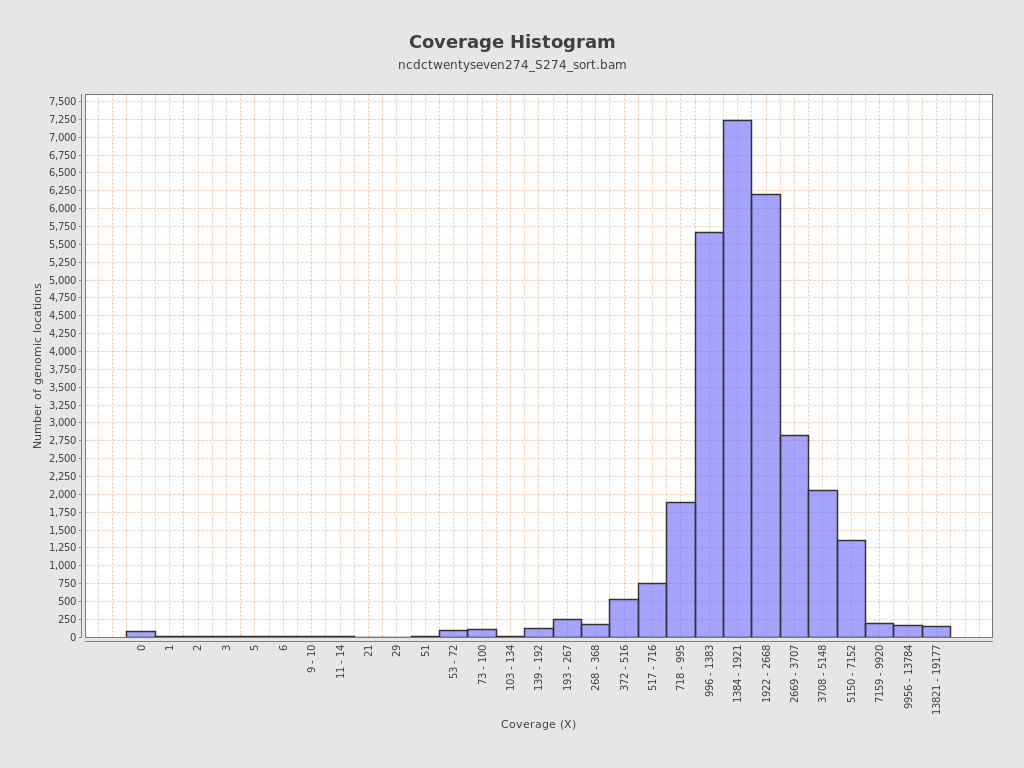 Coverage Histogram
ncdctwentyseven274_S274_sort.bam
Number of genomic locations
7,500
7,250
7,000
6,750
6,500
6,250
6,000
5,750
5,500
5,250
5,000
4,750
4,500
4,250
4,000
3,750
3,500
3,250
3,000
2,750
2,500
2,250
2,000
1,750
1,500
1,250
1,000
750
500
250
0
0
1
2
3
5
6
9 - 10
11 - 14
21
29
51
53 - 72
73 - 100
103 - 134
139 - 192
193 - 267
268 - 368
372 - 516
517 - 716
718 - 995
996 - 1383
1384 - 1921
1922 - 2668
2669 - 3707
3708 - 5148
5150 - 7152
7159 - 9920
9956 - 13784
13821 - 19177
Coverage (X)